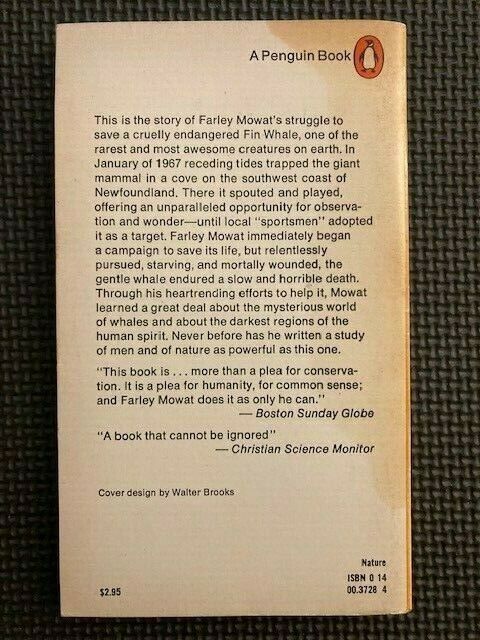 A Penguin Book
This is the story of Farley Mowat's struggle to
save a cruelly endangered Fin Whale, one of the
rarest and most awesome creatures on earth. In
January of 1967 receding tides trapped the giant
mammal in a cove on the southwest coast of
Newfoundland. There it spouted and played,
offering an unparalleled opportunity for observa-
tion and wonder—until local "sportsmen" adopted
it as a target. Farley Mowat immediately began
a campaign to save its life, but relentlessly
pursued, starving, and mortally wounded, the
gentle whale endured a slow and horrible death.
Through his heartrending efforts to help it, Mowat
learned a great deal about the mysterious world
of whales and about the darkest regions of the
human spirit. Never before has he written a study
of men and of nature as powerful as this one.
"This book is . . . more than a plea for conserva-
tion. It is a plea for humanity, for common sense;
and Farley Mowat does it as only he can."
— Boston Sunday Globe
"A book that cannot be ignored"
— Christian Science Monitor
Cover design by Walter Brooks
Nature
ISBN 0 14
00.3728 4
$2.95